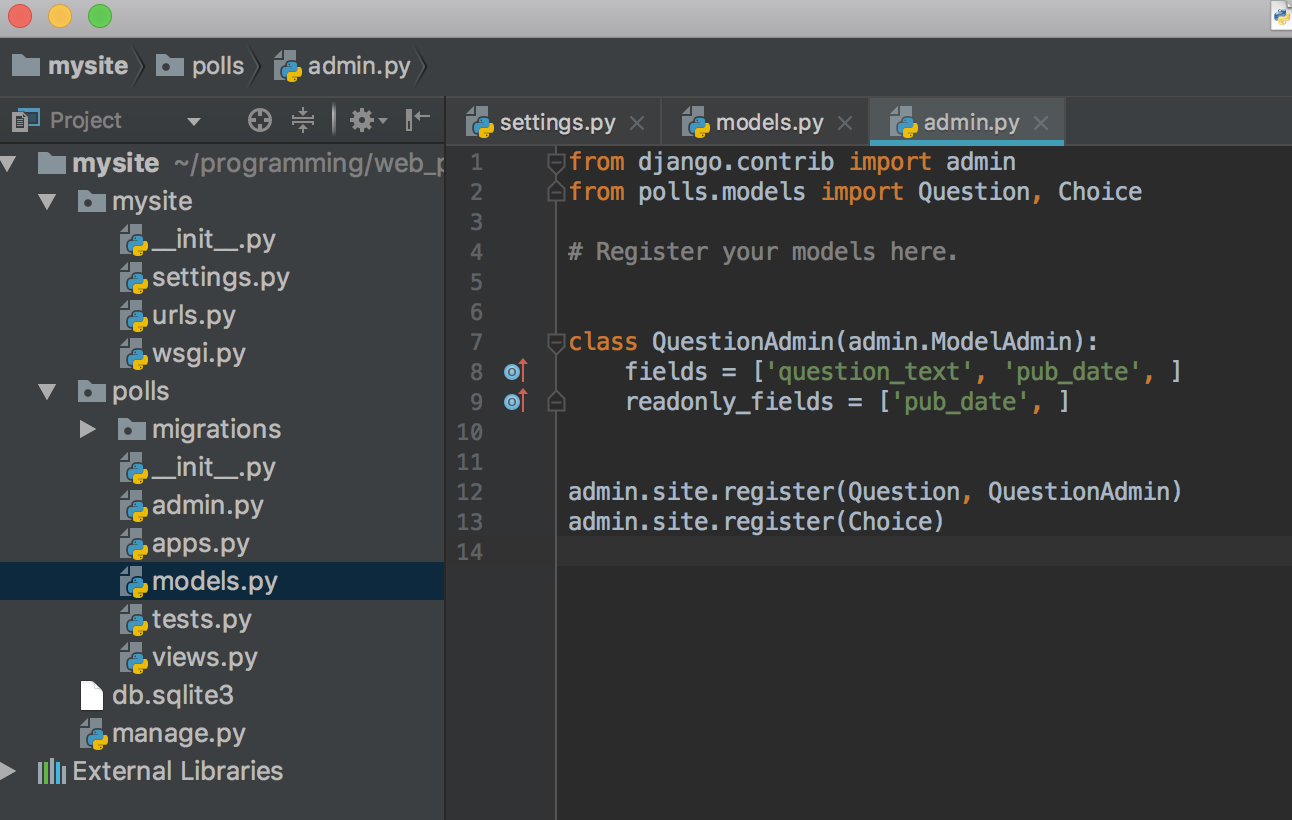 mysite polls admin.py
Project
settings.py models.py admin.py
mysite ~/programming/web_p
mysite
__init__.py
settings.py
urls.py
wsgi.py
polls
migrations
__init__.py
admin.py
apps.py
models.py
tests.py
views.py
db.sqlite3
manage.py
External Libraries
1 from django.contrib import admin
2 from polls.models import Question, Choice
3
4 # Register your models here.
5
6
7 class QuestionAdmin(admin.ModelAdmin):
8     fields = ['question_text', 'pub_date', ]
9     readonly_fields = ['pub_date', ]
10
11
12 admin.site.register(Question, QuestionAdmin)
13 admin.site.register(Choice)
14